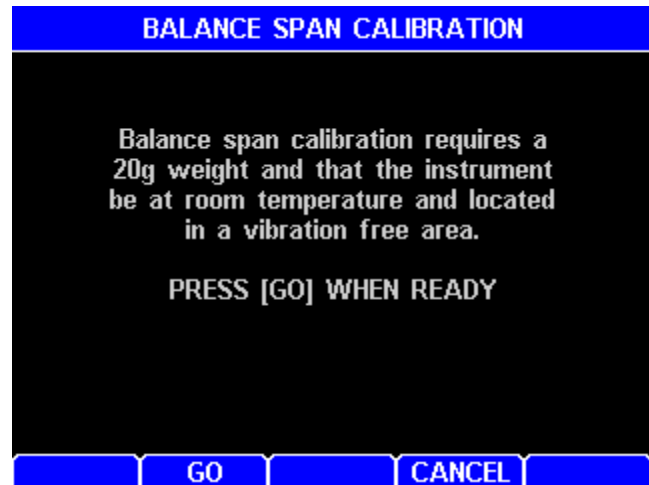 BALANCE SPAN CALIBRATION
Balance span calibration requires a
20g weight and that the instrument
be at room temperature and located
in a vibration free area.
PRESS [GO] WHEN READY
GO CANCEL